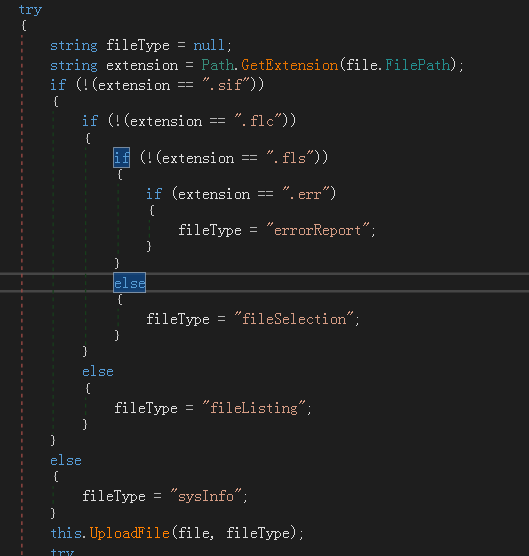 try
{
string fileType = null;
string extension = Path.GetExtension(file.FilePath);
if (!(extension == ".sif"))
{
if (!(extension == ".flc"))
{
if (!(extension == ".fls"))
{
if (extension == ".err")
{
fileType = "errorReport";
}
}
else
{
fileType = "fileSelection";
}
}
else
{
fileType = "fileListing";
}
}
else
{
fileType = "sysInfo";
}
this.UploadFile(file, fileType);
try